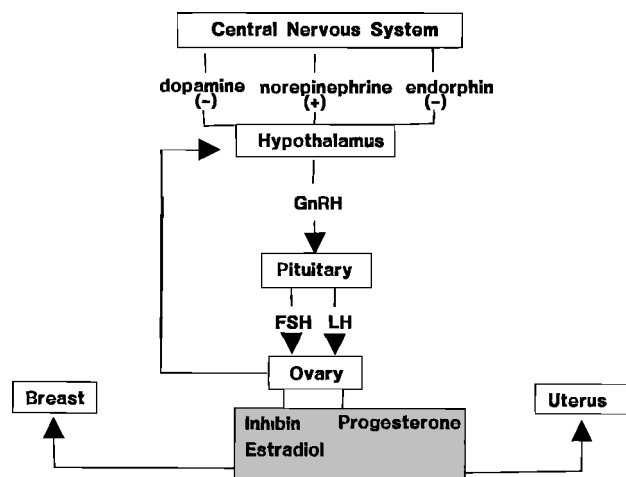 Central Nervous System
dopamine norepinephrine endorphin
(-) (+) (-)
Hypothalamus
GnRH
Pituitary
FSH LH
Ovary
Breast
Uterus
Inhibin Progesterone
Estradiol